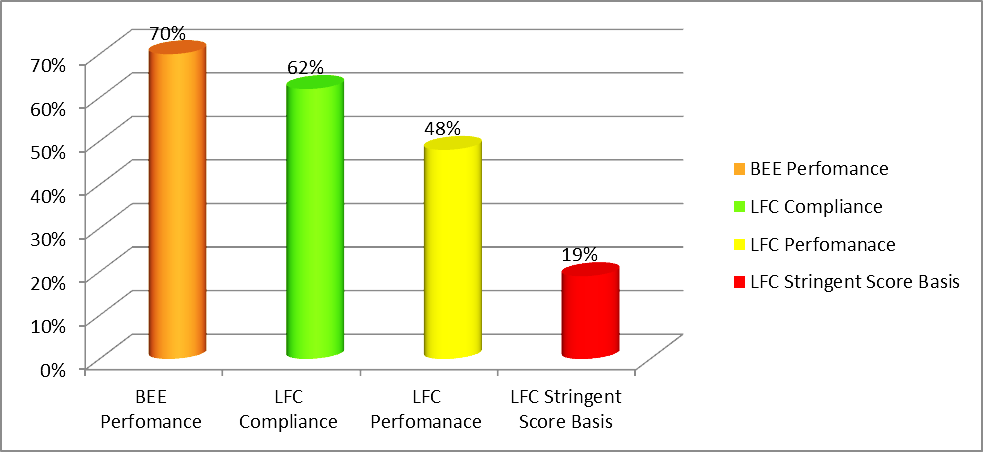 70%
62%
48%
19%
70%
60%
50%
40%
30%
20%
10%
0%
BEE
Perfomance
LFC
Compliance
LFC
Perfomanace
LFC Stringent
Score Basis
BEE Perfomance
LFC Compliance
LFC Perfomanace
LFC Stringent Score Basis